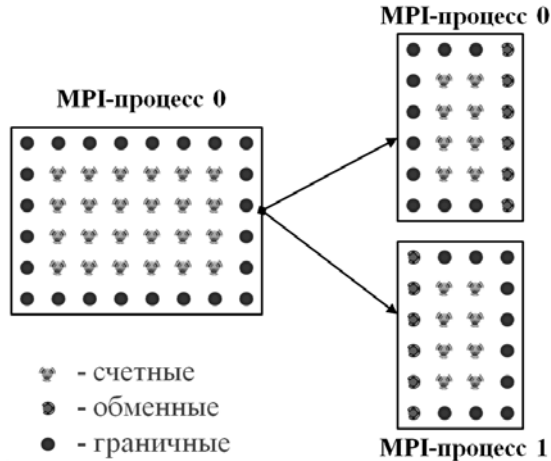 MPI-процесс 0
MPI-процесс 0
- счетные
- обменные
- граничные
MPI-процесс 1